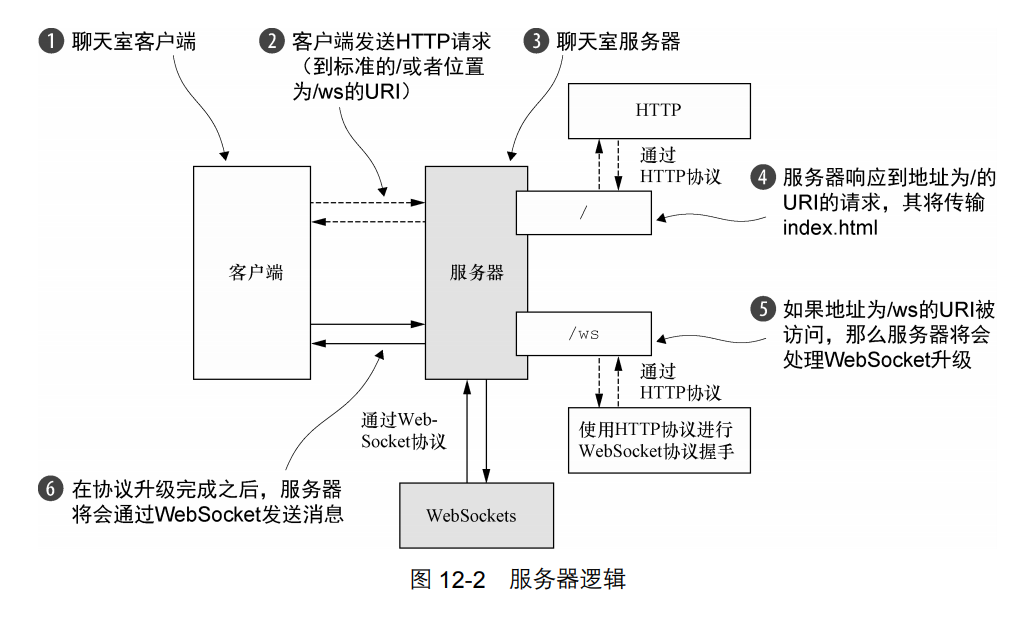 ❶ 聊天室客户端
❷ 客户端发送HTTP请求
（到标准的/或者位置
为/ws的URI）
❸ 聊天室服务器
HTTP
通过
HTTP协议
❹ 服务器响应到地址为/的
URI的请求，其将传输
index.html
/
客户端
服务器
❺ 如果地址为/ws的URI被
访问，那么服务器将会
处理WebSocket升级
/ws
通过
HTTP协议
通过Web-
Socket协议
使用HTTP协议进行
WebSocket协议握手
❻ 在协议升级完成之后，服务器
将会通过WebSocket发送消息
WebSockets
图 12-2 服务器逻辑